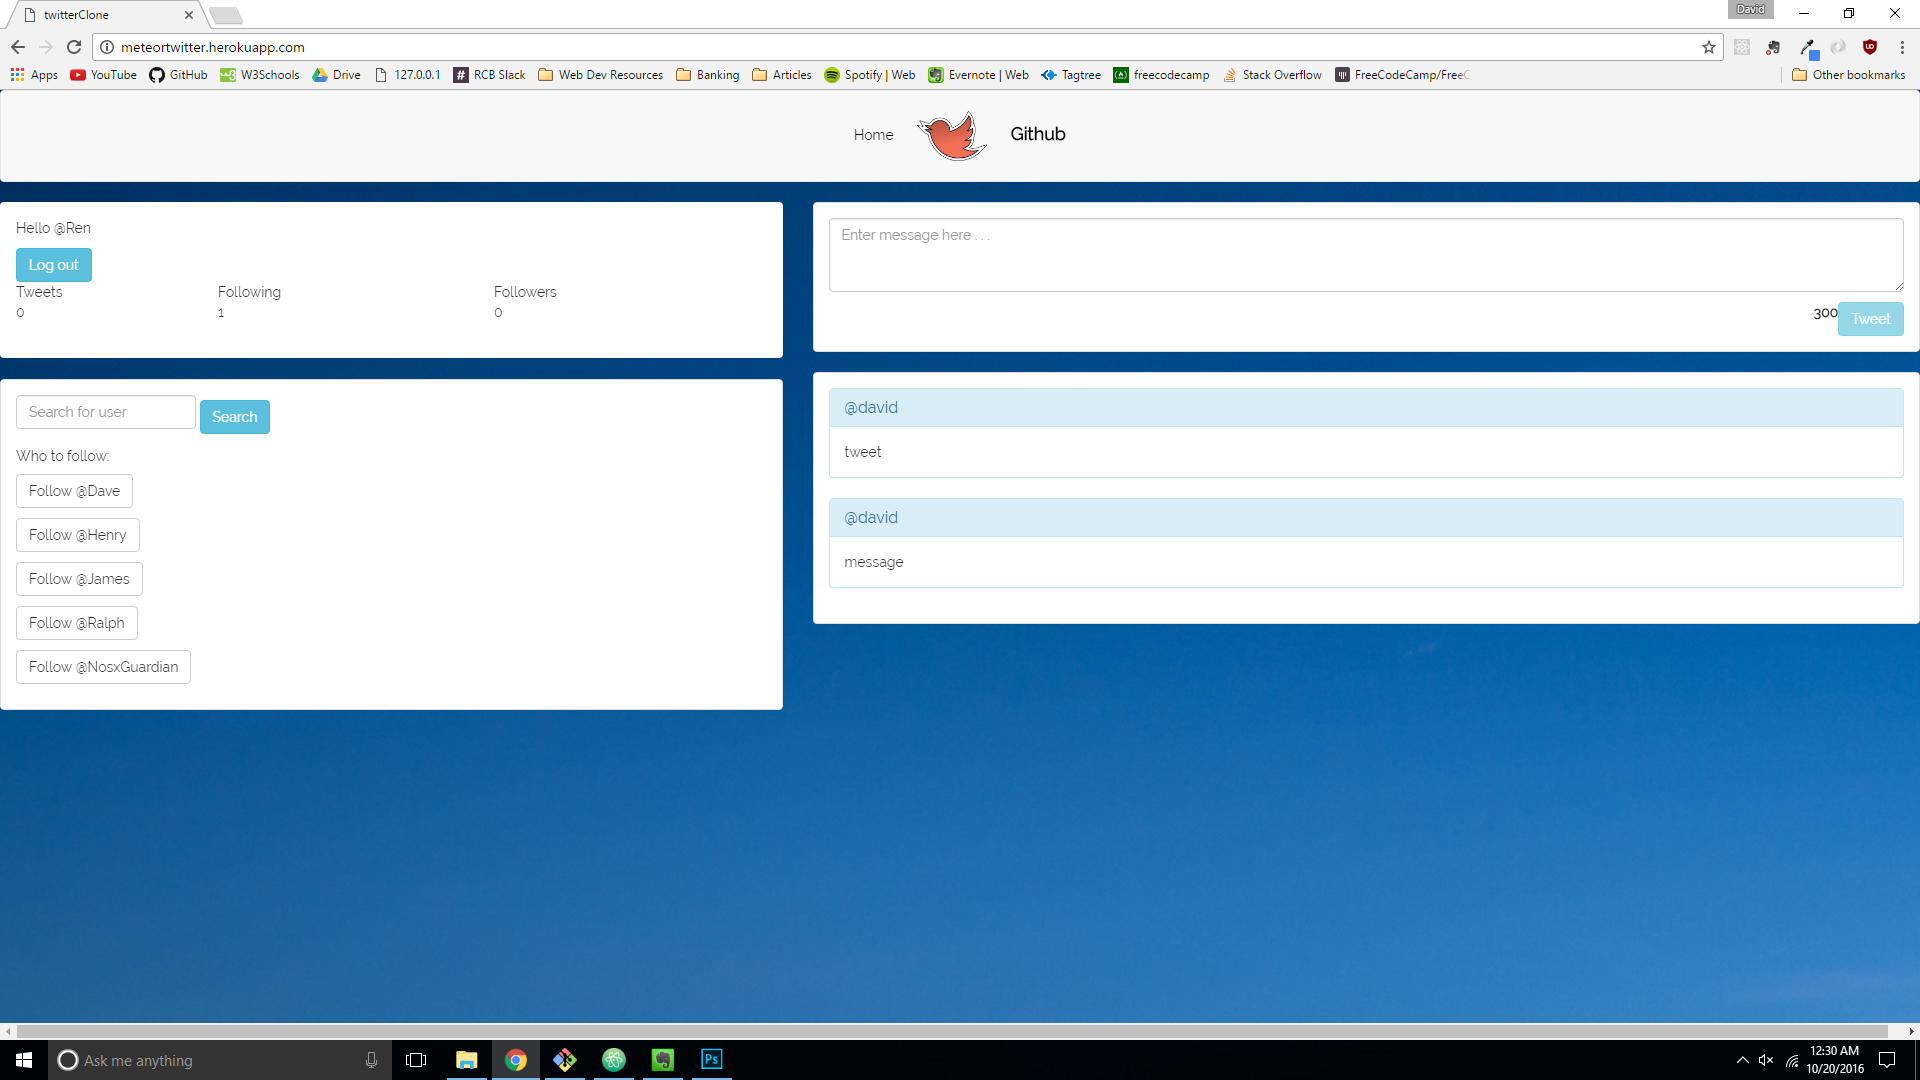 twitterClone
David
meteortwitter.herokuapp.com
Apps YouTube GitHub W3Schools Drive 127.0.0.1 RCB Slack Web Dev Resources Banking Articles Spotify | Web Evernote | Web Tagtree freecodecamp Stack Overflow FreeCodeCamp/FreeC Other bookmarks
Home Github
Hello @Ren
Log out
Tweets Following Followers
0 1 0
Enter message here . . .
300 Tweet
Search for user Search
Who to follow:
Follow @Dave
Follow @Henry
Follow @James
Follow @Ralph
Follow @NosxGuardian
@david
tweet
@david
message
Ask me anything
Ps
12:30 AM
10/20/2016